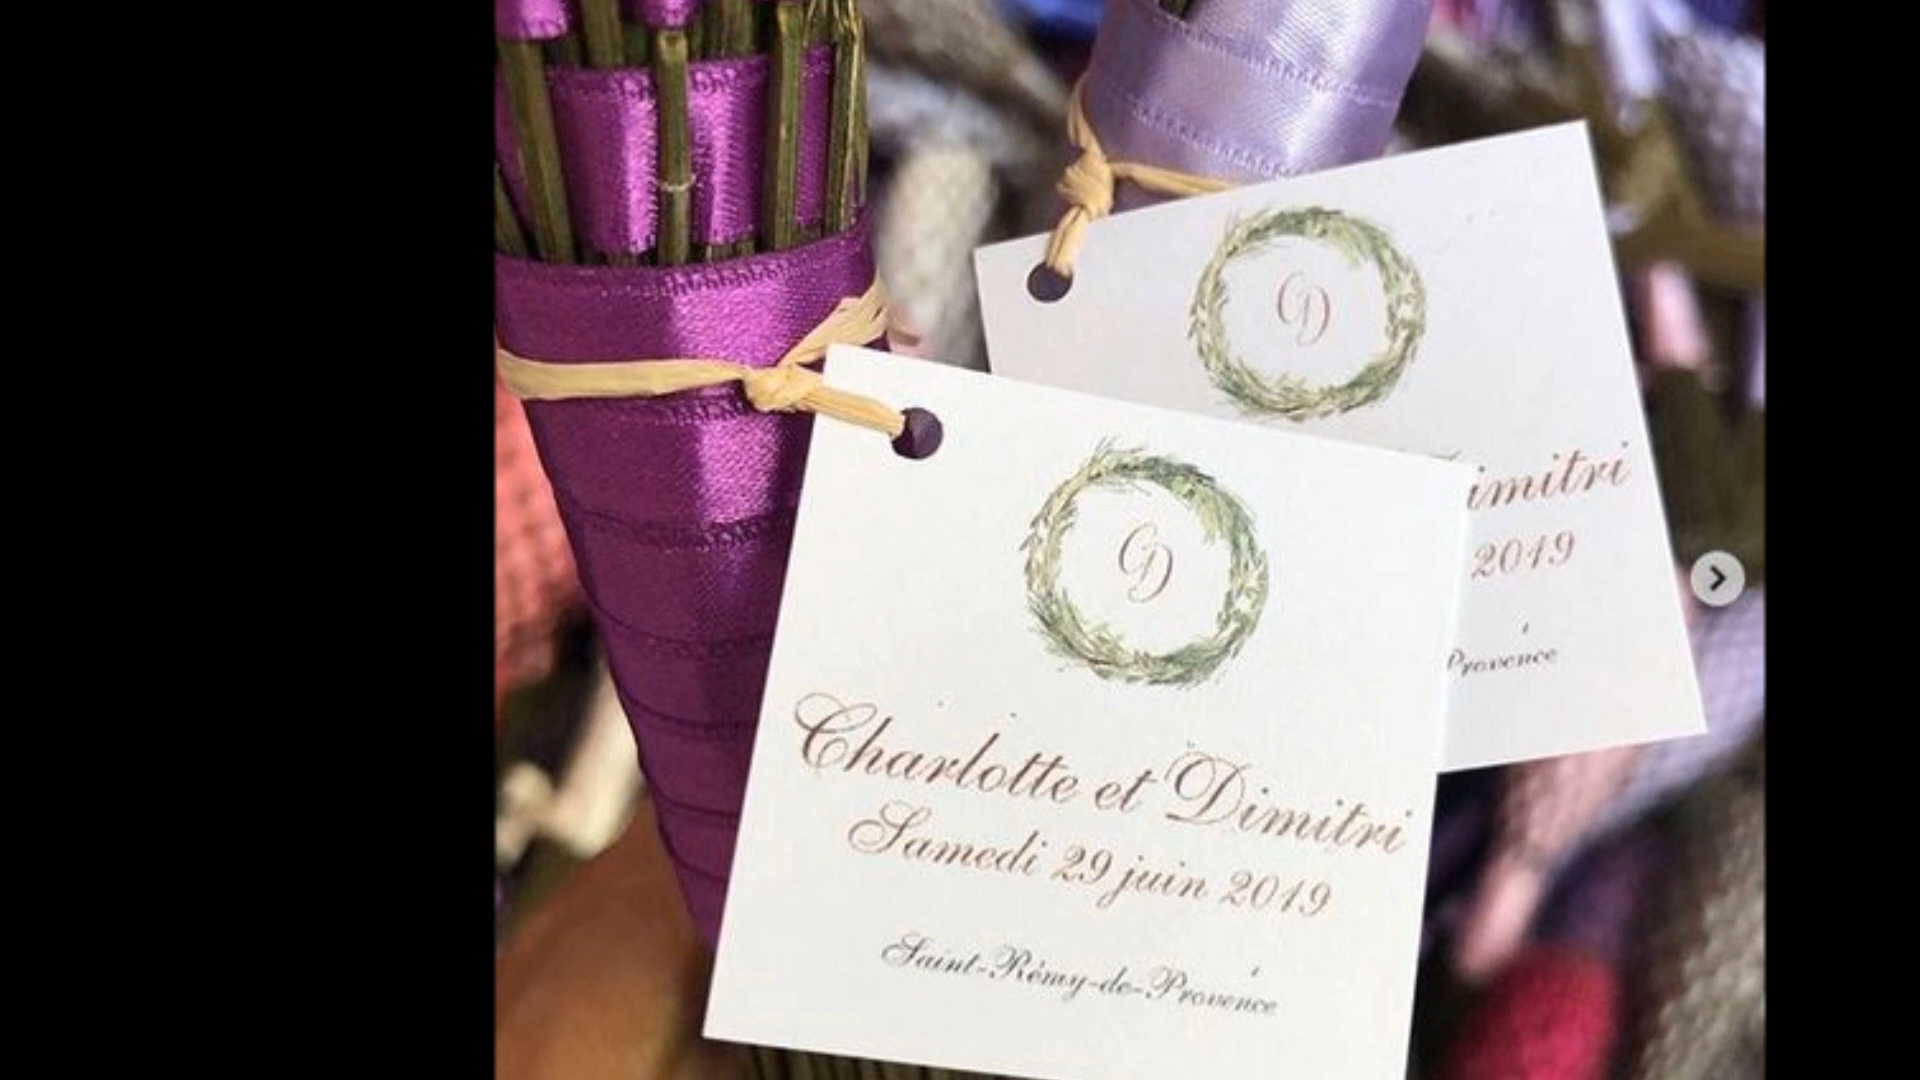 CD
imitri
2019
Provence
CD
Charlotte et Dimitri
Samedi 29 juin 2019
Saint-Rémy-de-Provence